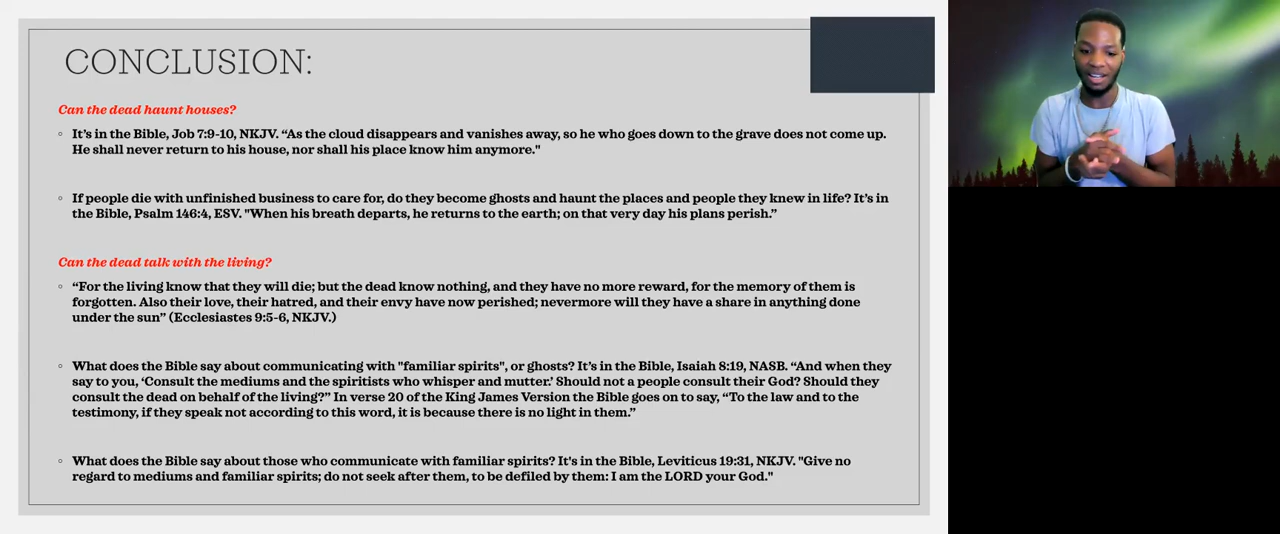 CONCLUSION:
Can the dead haunt houses?
It's in the Bible, Job 7:9-10, NKJV. “As the cloud disappears and vanishes away, so he who goes down to the grave does not come up.
He shall never return to his house, nor shall his place know him anymore."
If people die with unfinished business to care for, do they become ghosts and haunt the places and people they knew in life? It's in
the Bible, Psalm 146:4, ESV. "When his breath departs, he returns to the earth; on that very day his plans perish.”
Can the dead talk with the living?
“For the living know that they will die; but the dead know nothing, and they have no more reward, for the memory of them is
forgotten. Also their love, their hatred, and their envy have now perished; nevermore will they have a share in anything done
under the sun” (Ecclesiastes 9:5-6, NKJV.)
What does the Bible say about communicating with "familiar spirits", or ghosts? It's in the Bible, Isaiah 8:19, NASB. “And when they
say to you, ‘Consult the mediums and the spiritists who whisper and mutter.’ Should not a people consult their God? Should they
consult the dead on behalf of the living?” In verse 20 of the King James Version the Bible goes on to say, “To the law and to the
testimony, if they speak not according to this word, it is because there is no light in them.”
What does the Bible say about those who communicate with familiar spirits? It's in the Bible, Leviticus 19:31, NKJV. "Give no
regard to mediums and familiar spirits; do not seek after them, to be defiled by them: I am the LORD your God."